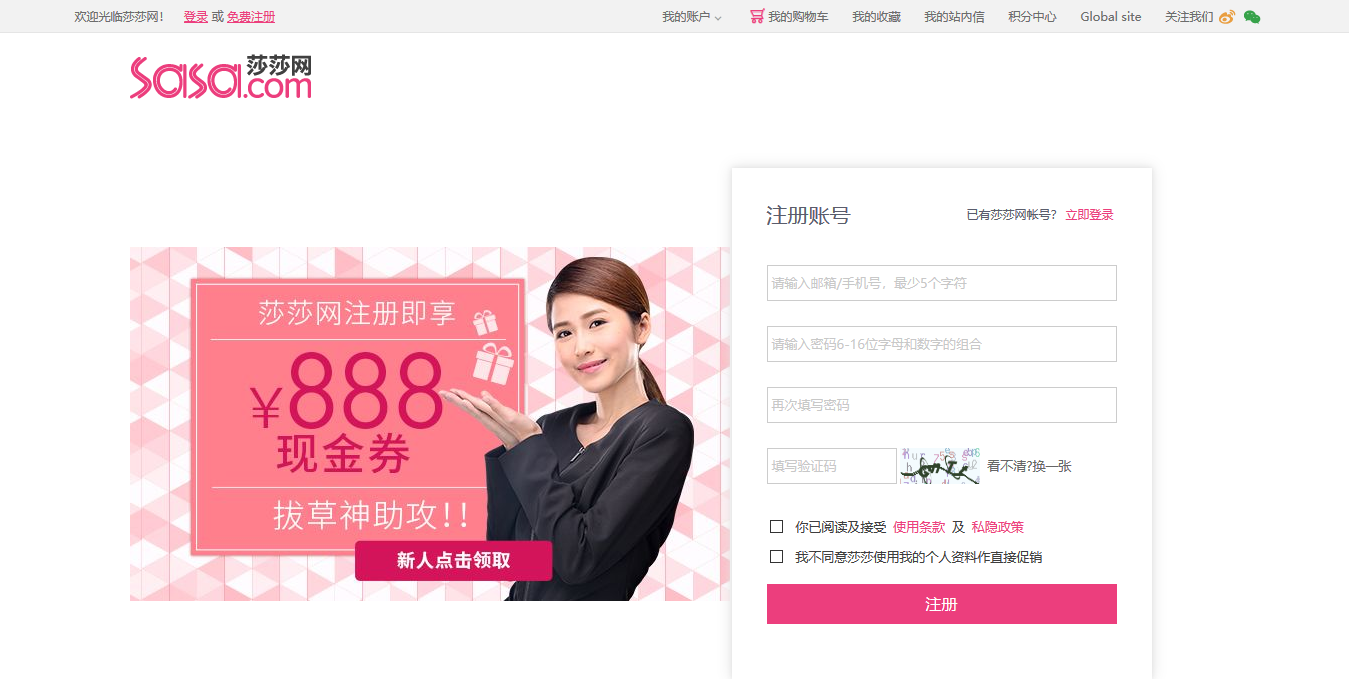 欢迎光临莎莎网! 登录 或 免费注册 我的账户 我的购物车 我的收藏 我的站内信 积分中心 Global site 关注我们
Sasa.com 莎莎网
莎莎网注册即享
¥888
现金券
拔草神助攻!!
新人点击领取
注册账号 已有莎莎网帐号? 立即登录
请输入邮箱/手机号，最少5个字符
请输入密码6-16位字母和数字的组合
再次填写密码
填写验证码 看不清?换一张
你已阅读及接受 使用条款 及 私隐政策
我不同意莎莎使用我的个人资料作直接促销
注册